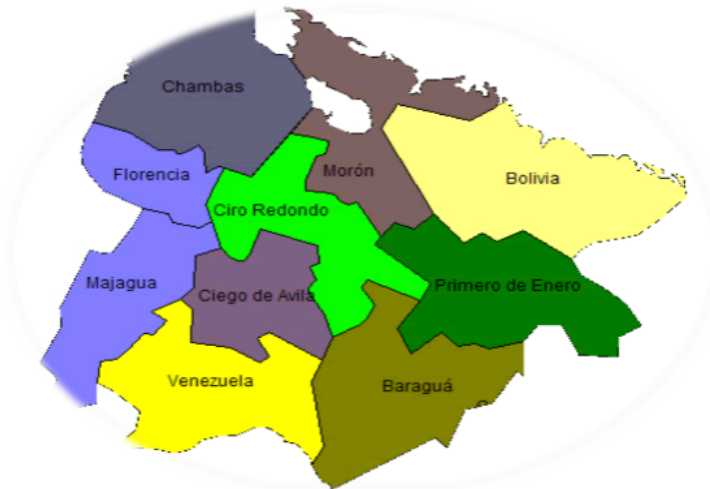 Chambas
Florencia
Morón
Bolivia
Ciro Redondo
Majagua
Ciego de Avila
Primero de Enero
Venezuela
Baraguá